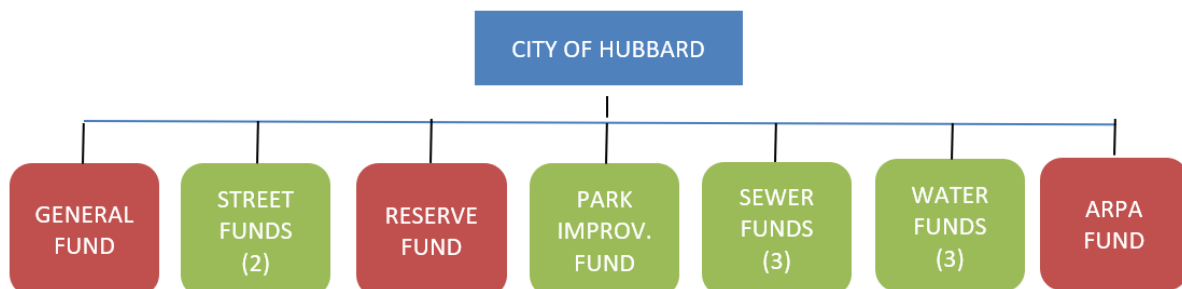 CITY OF HUBBARD
GENERAL
FUND
STREET
FUNDS
(2)
RESERVE
FUND
PARK
IMPROV.
FUND
SEWER
FUNDS
(3)
WATER
FUNDS
(3)
ARPA
FUND